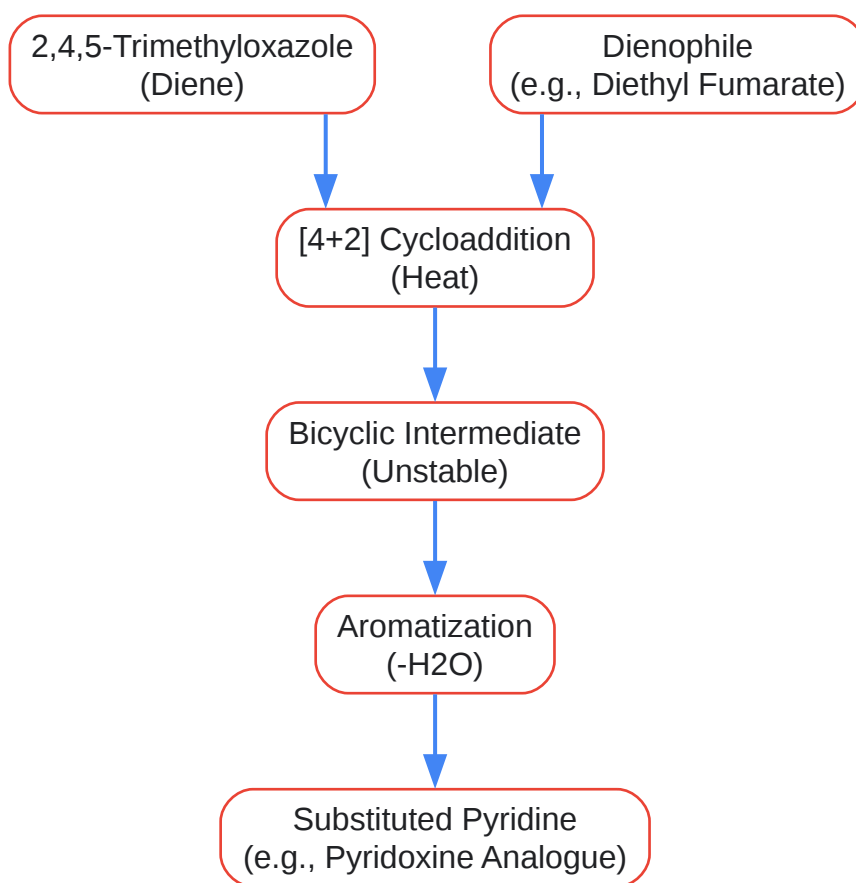 2,4,5-Trimethyloxazole
(Diene)
Dienophile
(e.g., Diethyl Fumarate)
[4+2] Cycloaddition
(Heat)
Bicyclic Intermediate
(Unstable)
Aromatization
(-H2O)
Substituted Pyridine
(e.g., Pyridoxine Analogue)